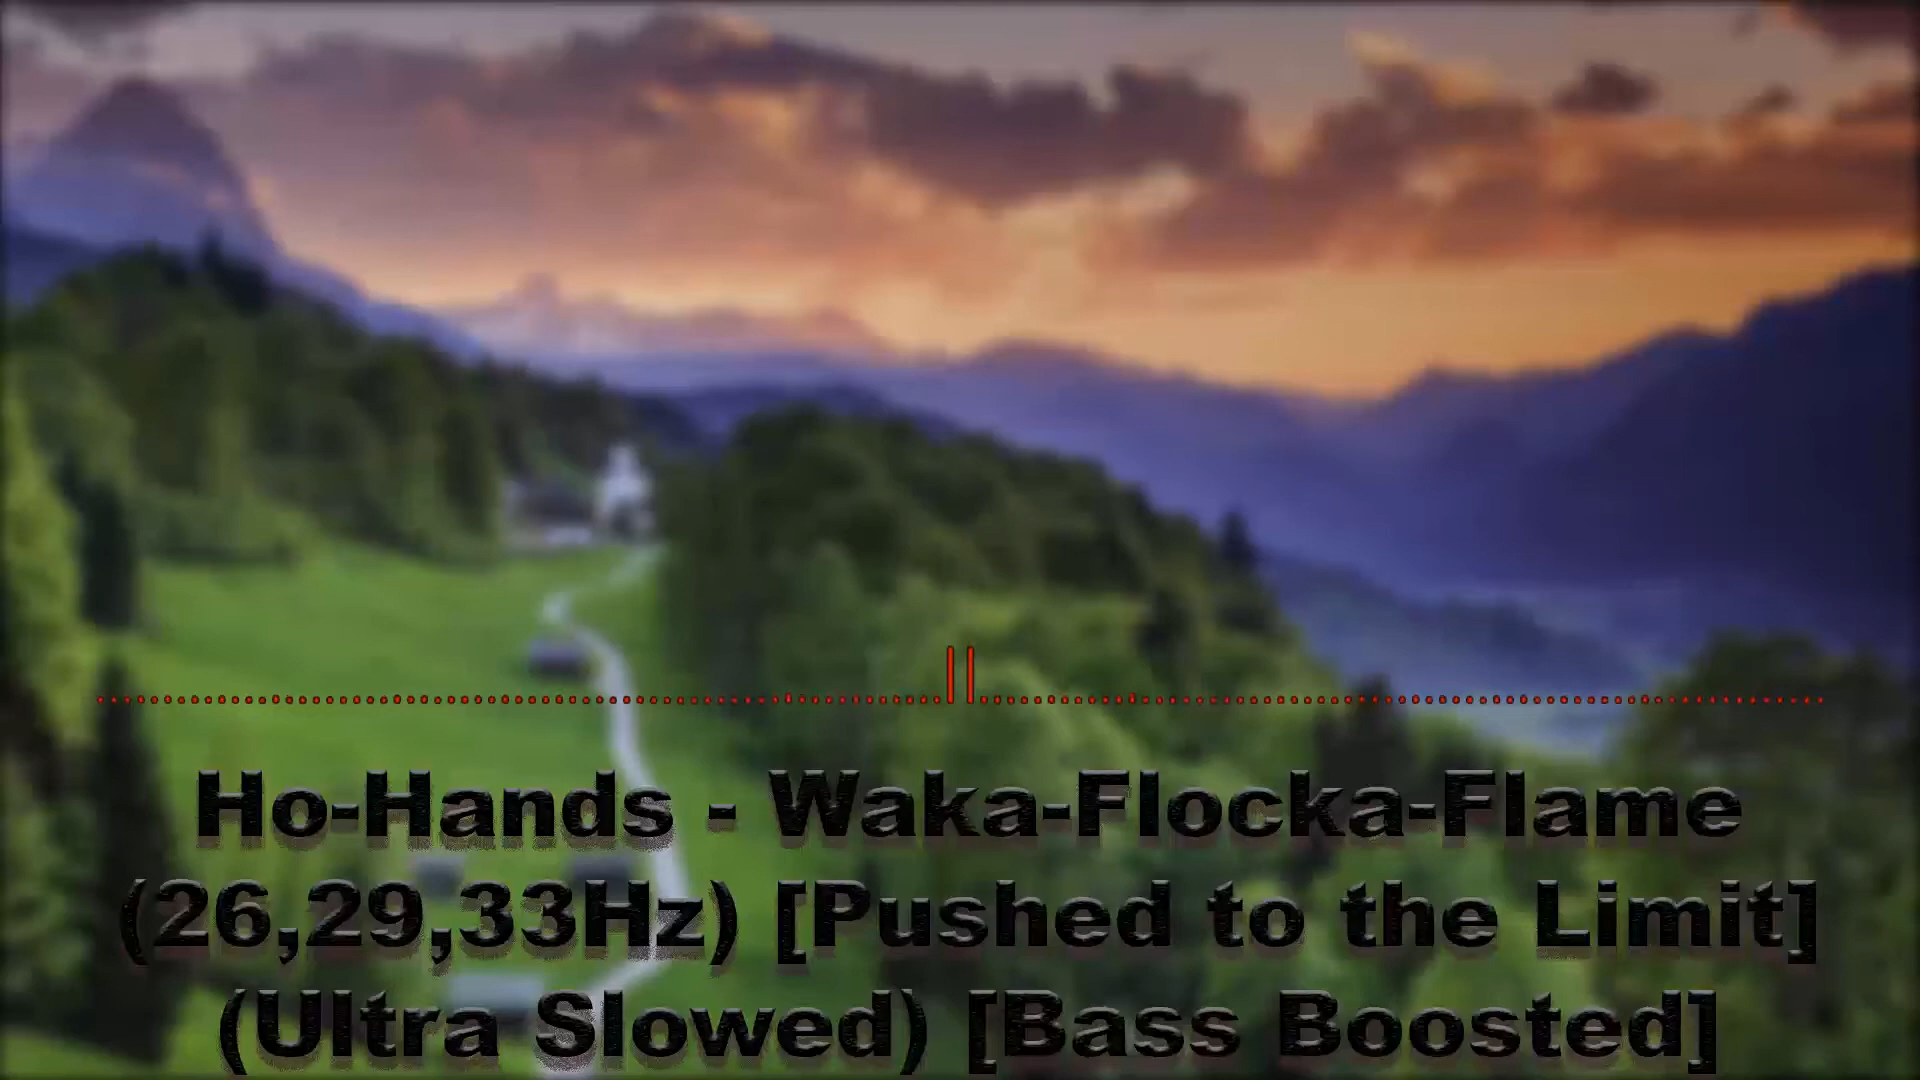 Ho-Hands - Waka-Flocka-Flame
(26,29,33Hz) [Pushed to the Limit]
(Ultra Slowed) [Bass Boosted]